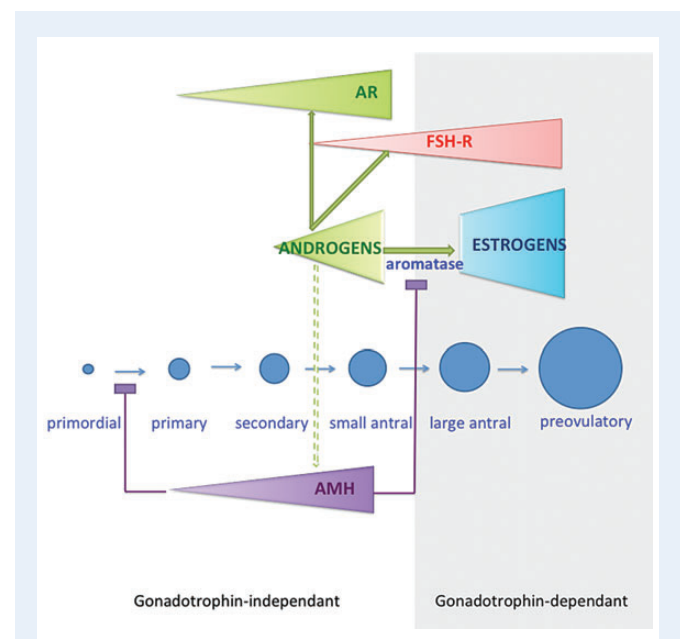 AR
FSH-R
ANDROGENS
ESTROGENS
aromatase
primordial
primary
secondary
small antral
large antral
preovulatory
AMH
Gonadotrophin-independant
Gonadotrophin-dependant